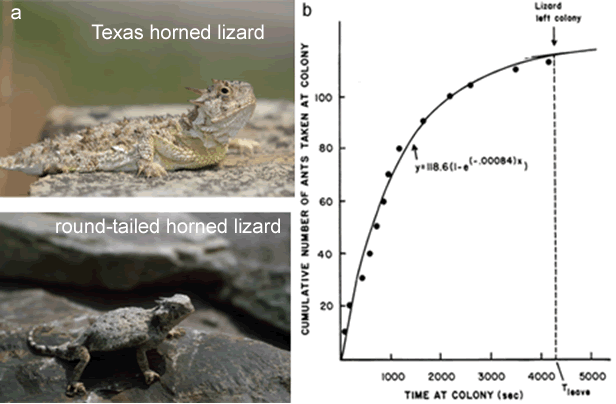 a
Texas horned lizard
round-tailed horned lizard
b
CUMULATIVE NUMBER OF ANTS TAKEN AT COLONY
100
80
60
40
20
Lizard
left colony
y=118.6(1-e(-.00084)x)
0
1000
2000
3000
4000
5000
TIME AT COLONY (sec)
Tleave